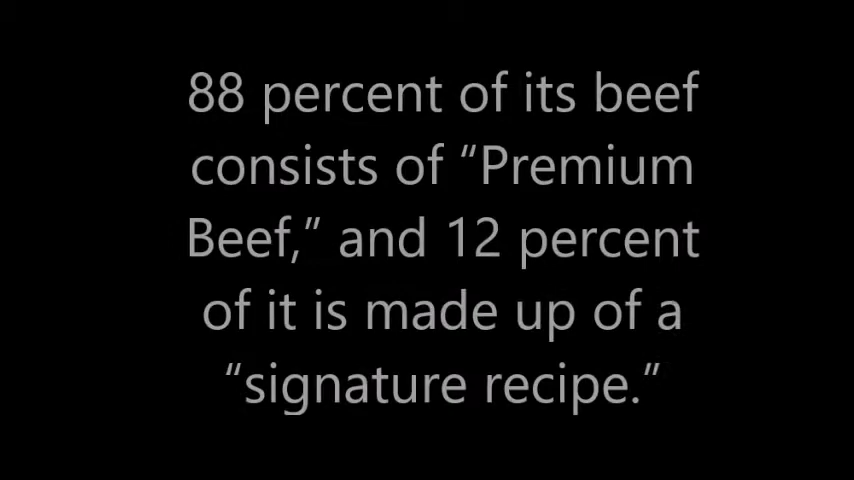 88 percent of its beef
consists of “Premium
Beef,” and 12 percent
of it is made up of a
“signature recipe.”